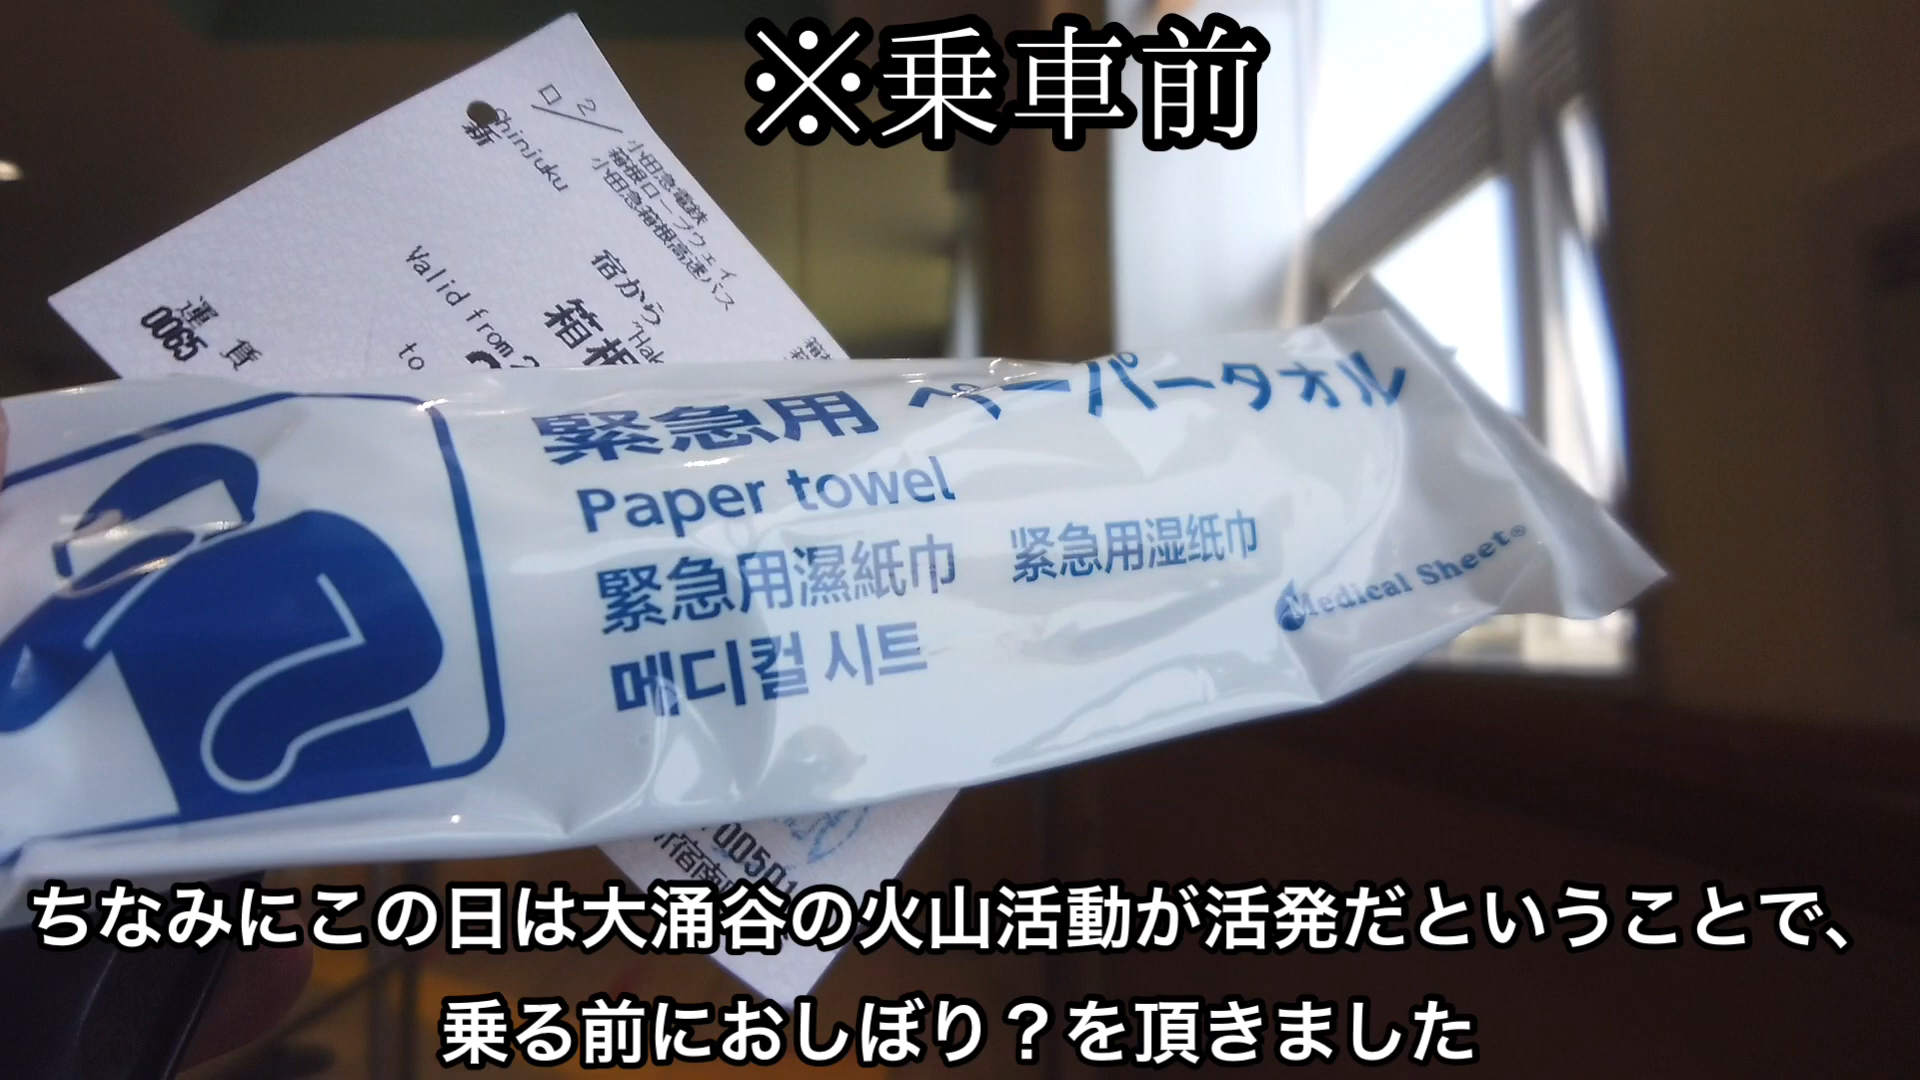 ※乗車前
ロ2
Shinjuku
新
小田急電鉄
箱根ロープウェイ
小田急箱根高速バス
宿から
箱根
Valid from 2
to
運賃
0065
緊急用 ペーパータオル
Paper towel
緊急用濕紙巾 紧急用湿纸巾
메디컬 시트
Medical Sheet®
ちなみにこの日は大涌谷の火山活動が活発だということで、
乗る前におしぼり？を頂きました